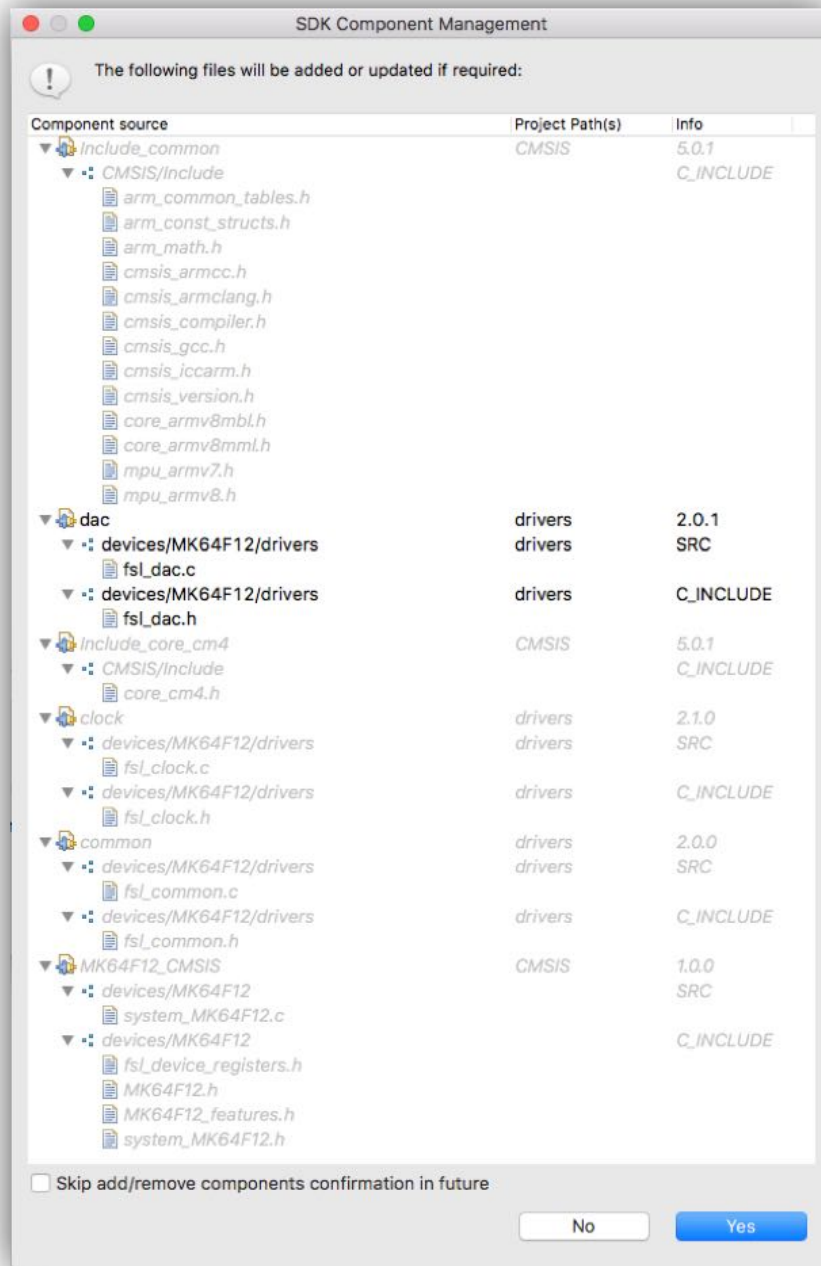 SDK Component Management
The following files will be added or updated if required:
Component source Project Path(s) Info
Include_common CMSIS 5.0.1
CMSIS/Include C_INCLUDE
arm_common_tables.h
arm_const_structs.h
arm_math.h
cmsis_armcc.h
cmsis_armclang.h
cmsis_compiler.h
cmsis_gcc.h
cmsis_iccarm.h
cmsis_version.h
core_armv8mbl.h
core_armv8mml.h
mpu_armv7.h
mpu_armv8.h
dac drivers 2.0.1
devices/MK64F12/drivers drivers SRC
fsl_dac.c
devices/MK64F12/drivers drivers C_INCLUDE
fsl_dac.h
Include_core_cm4 CMSIS 5.0.1
CMSIS/Include C_INCLUDE
core_cm4.h
clock drivers 2.1.0
devices/MK64F12/drivers drivers SRC
fsl_clock.c
devices/MK64F12/drivers drivers C_INCLUDE
fsl_clock.h
common drivers 2.0.0
devices/MK64F12/drivers drivers SRC
fsl_common.c
devices/MK64F12/drivers drivers C_INCLUDE
fsl_common.h
MK64F12_CMSIS CMSIS 1.0.0
devices/MK64F12 SRC
system_MK64F12.c
devices/MK64F12 C_INCLUDE
fsl_device_registers.h
MK64F12.h
MK64F12_features.h
system_MK64F12.h
Skip add/remove components confirmation in future
No Yes